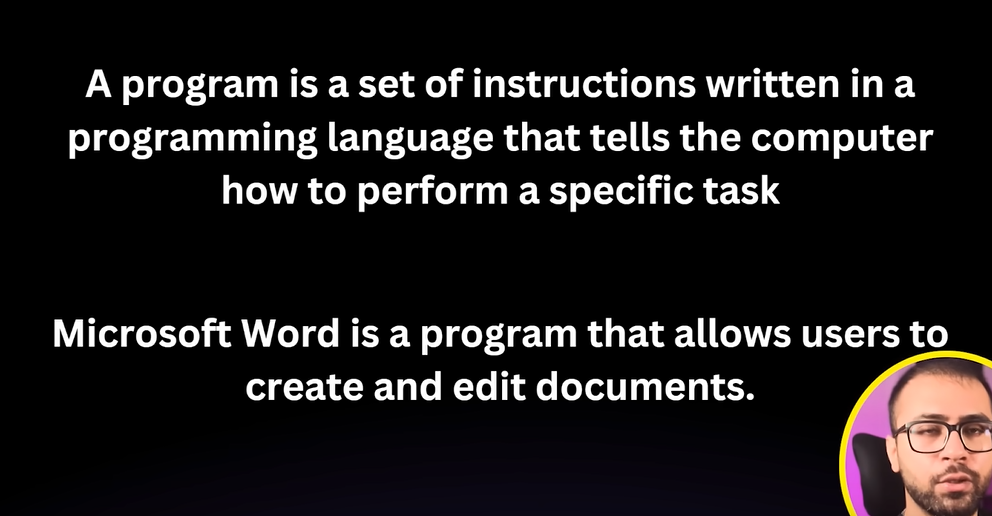 A program is a set of instructions written in a
programming language that tells the computer
how to perform a specific task
Microsoft Word is a program that allows users to
create and edit documents.